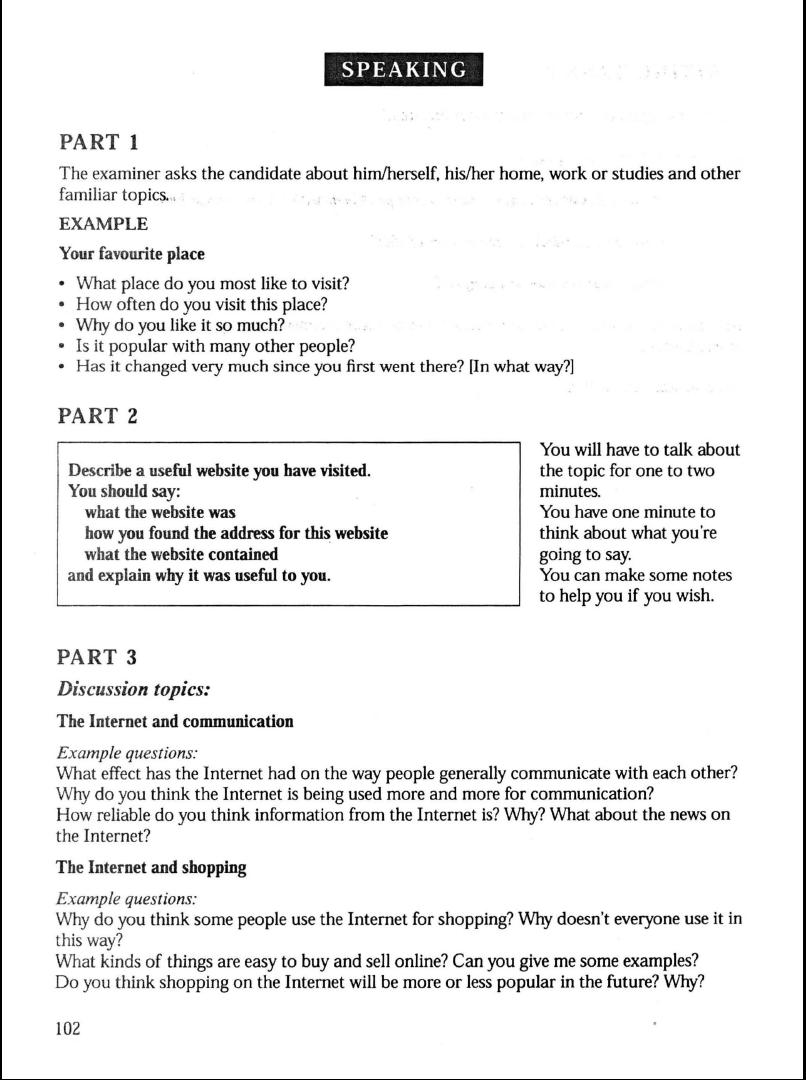 SPEAKING
PART 1
The examiner asks the candidate about him/herself, his/her home, work or studies and other
familiar topics.
EXAMPLE
Your favourite place
• What place do you most like to visit?
• How often do you visit this place?
• Why do you like it so much?
• Is it popular with many other people?
• Has it changed very much since you first went there? [In what way?]
PART 2
Describe a useful website you have visited.
You should say:
what the website was
how you found the address for this website
what the website contained
and explain why it was useful to you.
You will have to talk about
the topic for one to two
minutes.
You have one minute to
think about what you're
going to say.
You can make some notes
to help you if you wish.
PART 3
Discussion topics:
The Internet and communication
Example questions:
What effect has the Internet had on the way people generally communicate with each other?
Why do you think the Internet is being used more and more for communication?
How reliable do you think information from the Internet is? Why? What about the news on
the Internet?
The Internet and shopping
Example questions:
Why do you think some people use the Internet for shopping? Why doesn't everyone use it in
this way?
What kinds of things are easy to buy and sell online? Can you give me some examples?
Do you think shopping on the Internet will be more or less popular in the future? Why?
102